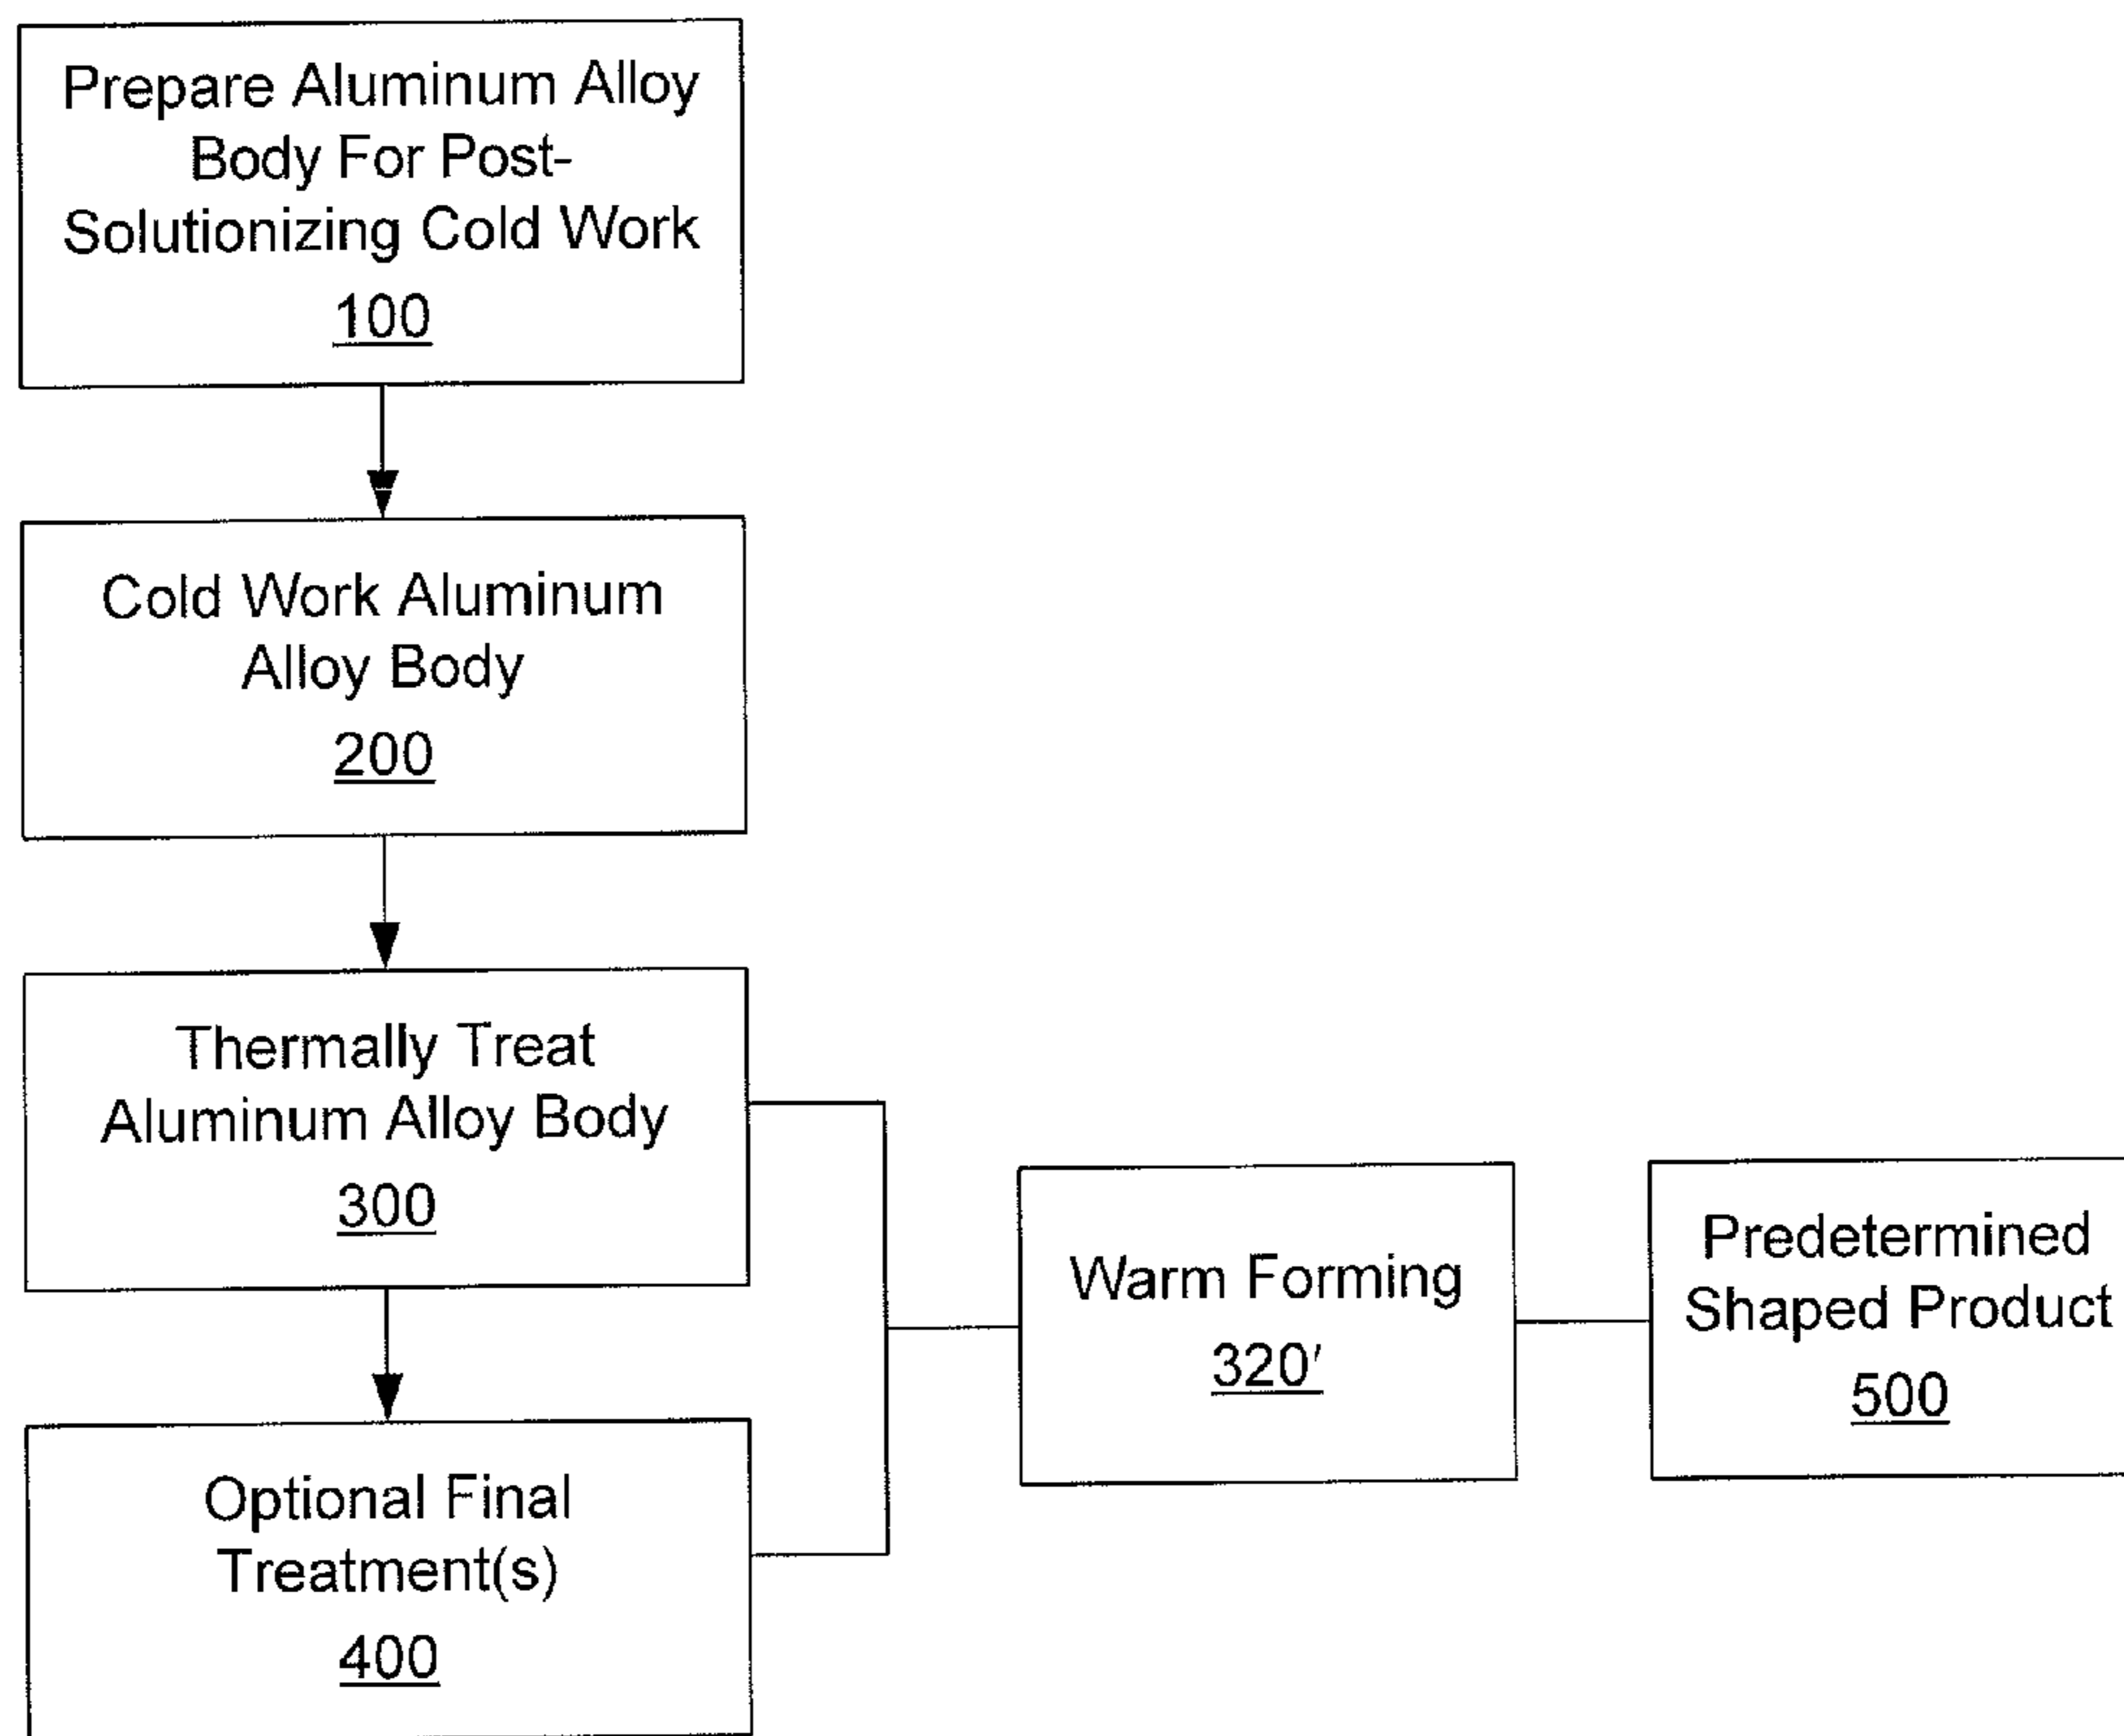 Prepare Aluminum Alloy
Body For Post-
Solutionizing Cold Work
100
Cold Work Aluminum
Alloy Body
200
Thermally Treat
Aluminum Alloy Body
300
Optional Final
Treatment(s)
400
Warm Forming
320'
Predetermined
Shaped Product
500